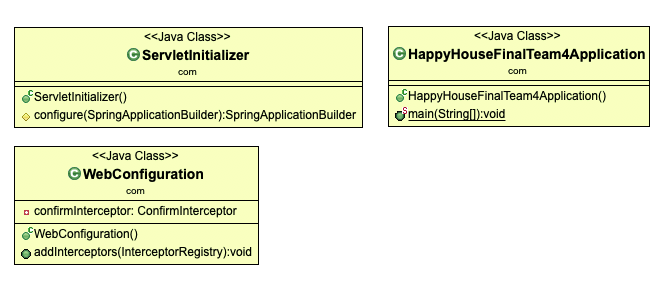 <<Java Class>>
ServletInitializer
com
ServletInitializer()
configure(SpringApplicationBuilder):SpringApplicationBuilder
<<Java Class>>
HappyHouseFinalTeam4Application
com
HappyHouseFinalTeam4Application()
main(String[]):void
<<Java Class>>
WebConfiguration
com
confirmInterceptor: ConfirmInterceptor
WebConfiguration()
addInterceptors(InterceptorRegistry):void